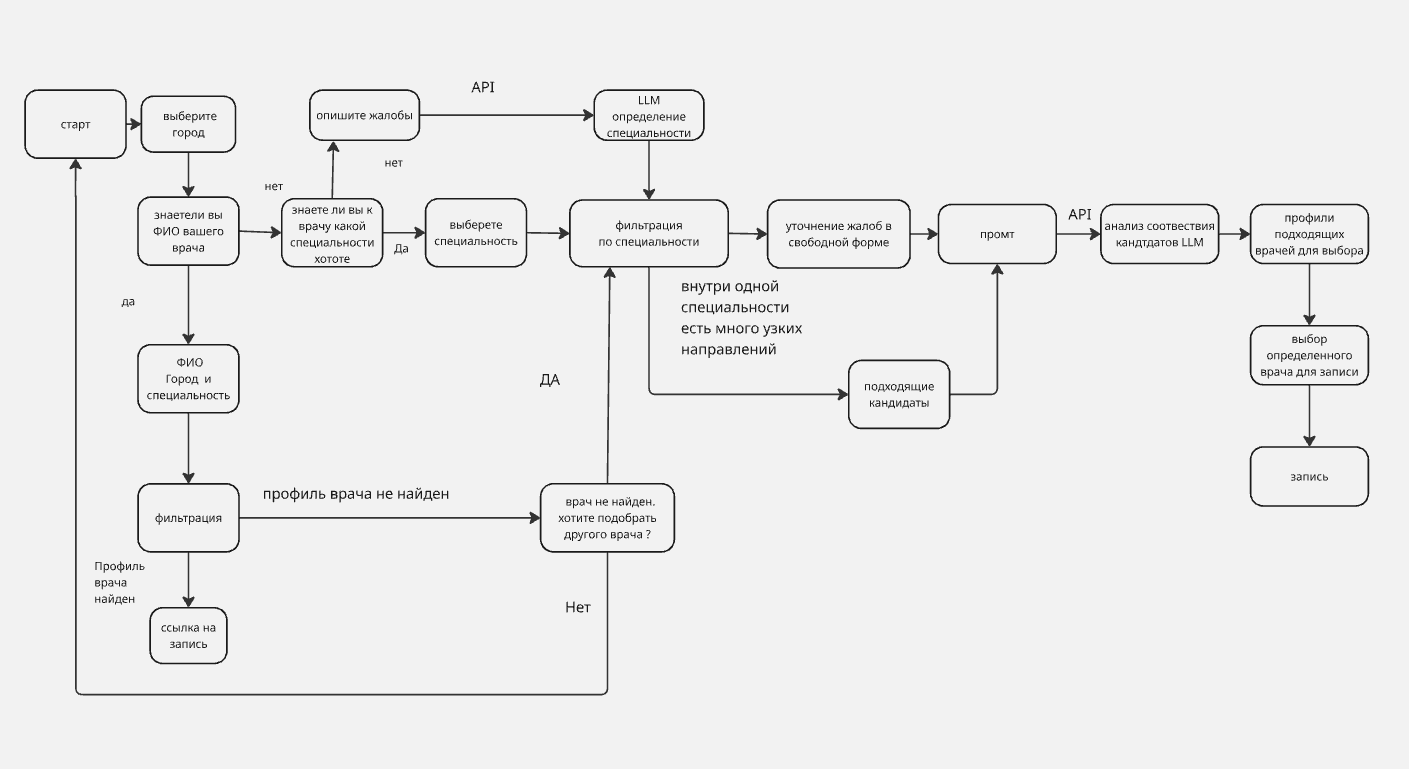 старт
выберите
город
опишите жалобы
API
LLM
определение
специальности
знаетели вы
ФИО вашего
врача
нет
знаете ли вы к
врачу какой
специальности
хототе
нет
Да
выберете
специальность
фильтрация
по специальности
уточнение жалоб в
свободной форме
промт
API
анализ соотвествия
кандтдатов LLM
профили
подходящих
врачей для выбора
да
внутри одной
специальности
есть много узких
направлений
выбор
определенного
врача для записи
ФИО
Город и
специальность
ДА
подходящие
кандидаты
запись
фильтрация
профиль врача не найден
врач не найден.
хотите подобрать
другого врача ?
Профиль
врача
найден
Нет
ссылка на
запись